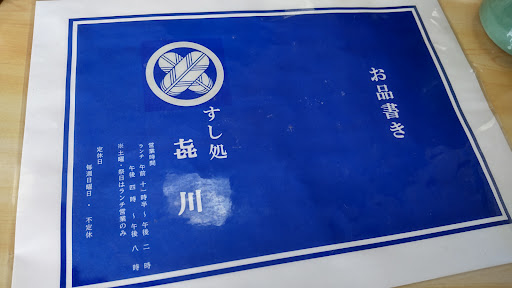 お品書き
すし処
㐂川
営業時間
ランチ 午前 十一時半 ～ 午後 二 時
午後 四 時 ～ 午後 八 時
※土曜・祭日はランチ営業のみ
定休日
毎週日曜日 ・ 不定休